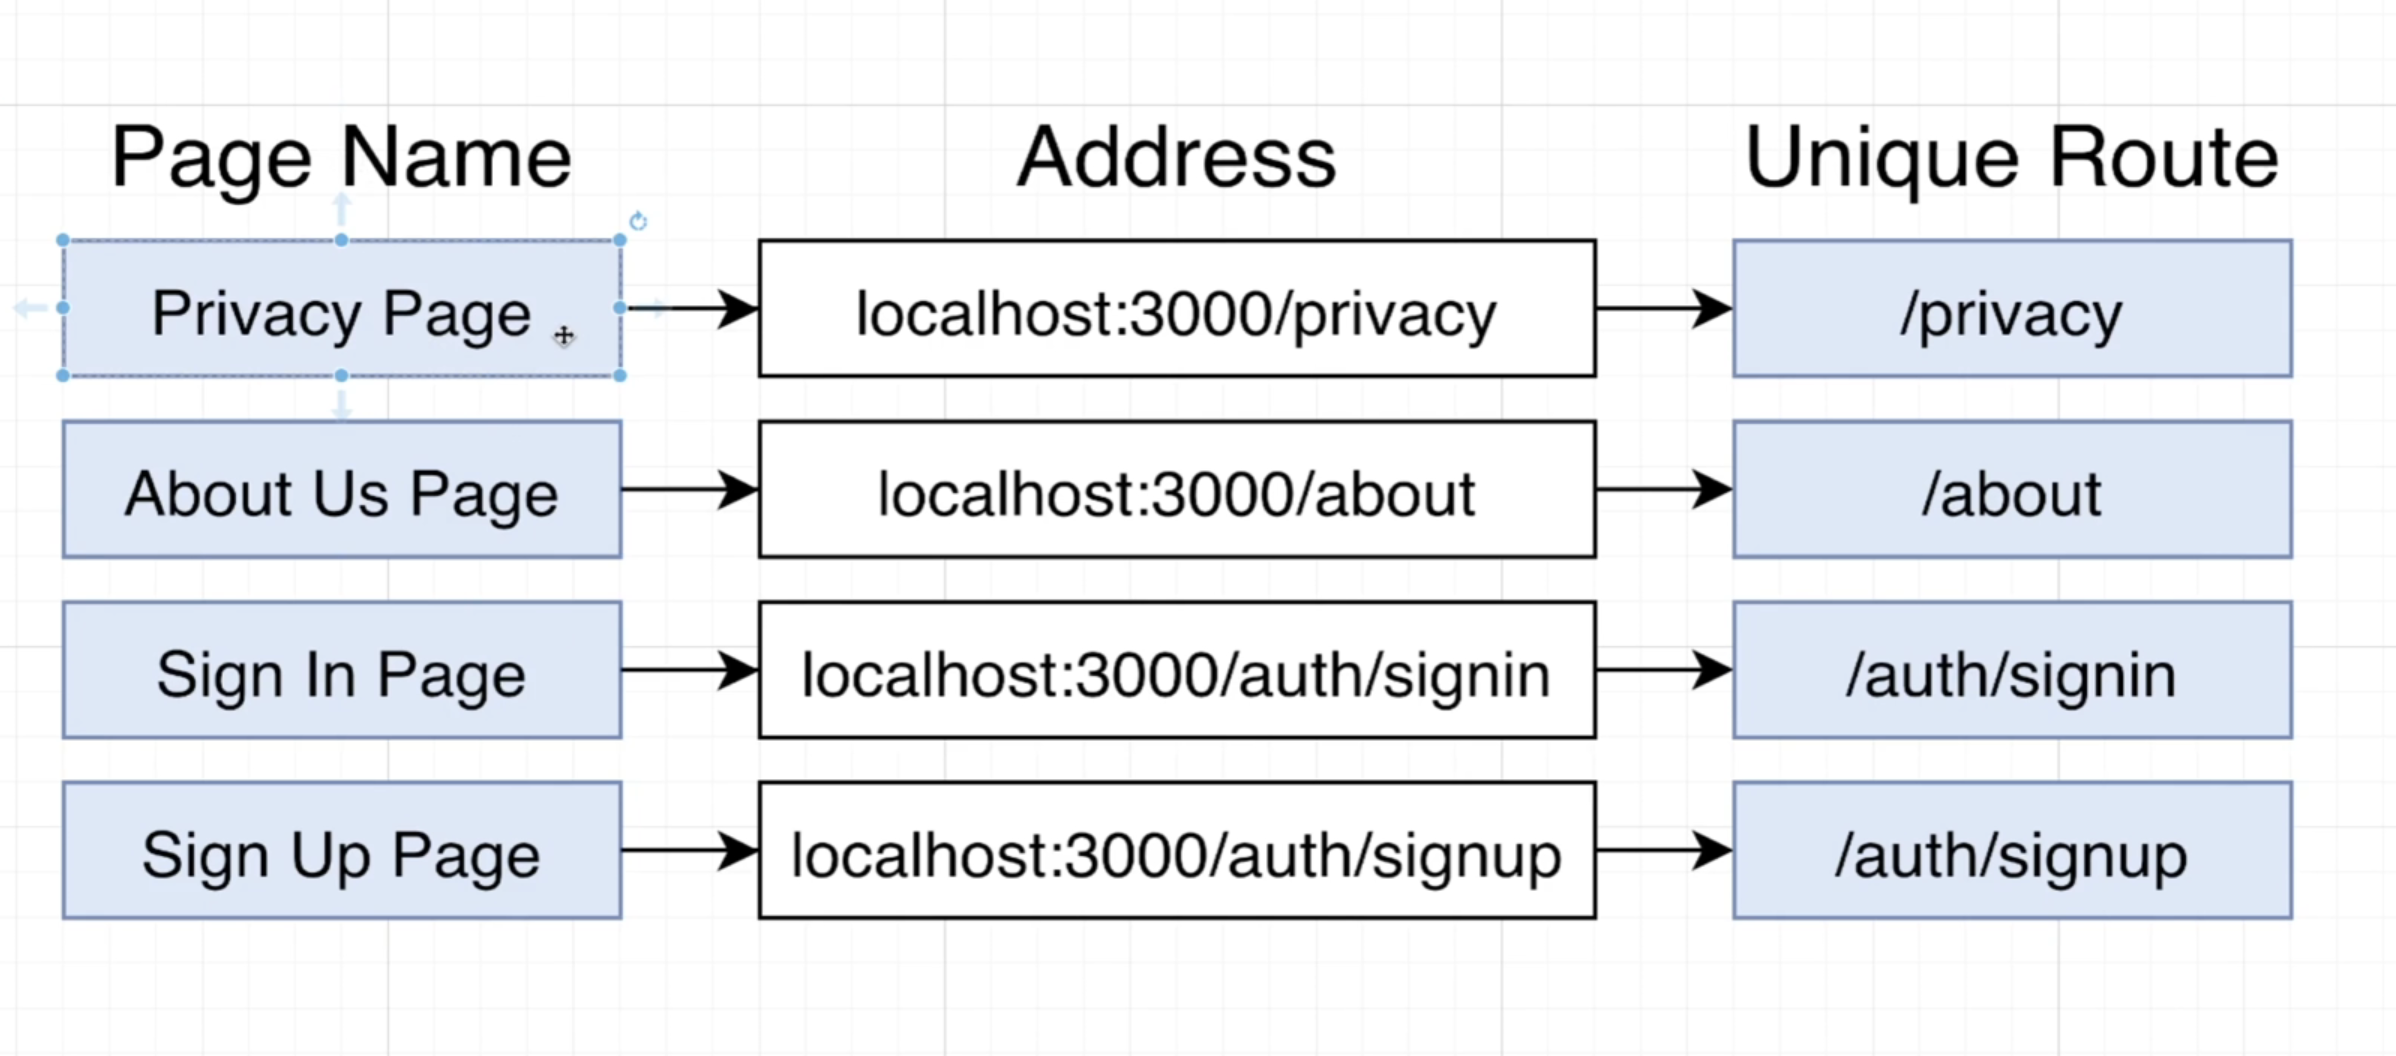 Page Name
Address
Unique Route
Privacy Page
localhost:3000/privacy
/privacy
About Us Page
localhost:3000/about
/about
Sign In Page
localhost:3000/auth/signin
/auth/signin
Sign Up Page
localhost:3000/auth/signup
/auth/signup